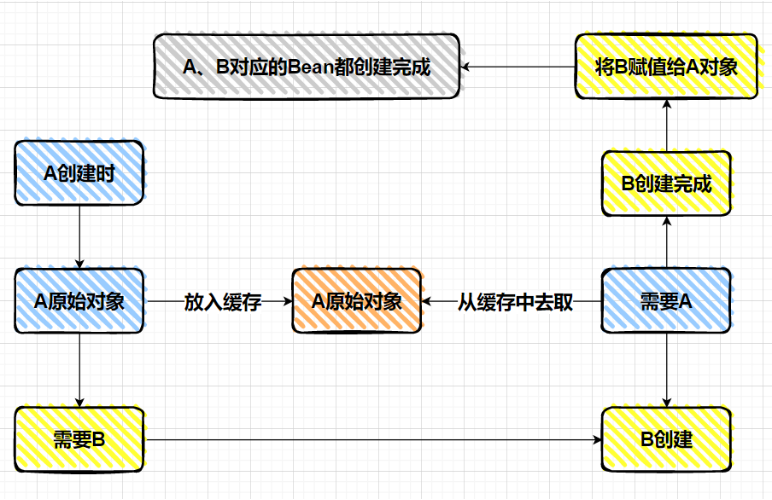 A、B对应的Bean都创建完成
将B赋值给A对象
A创建时
B创建完成
A原始对象
放入缓存
A原始对象
从缓存中去取
需要A
需要B
B创建